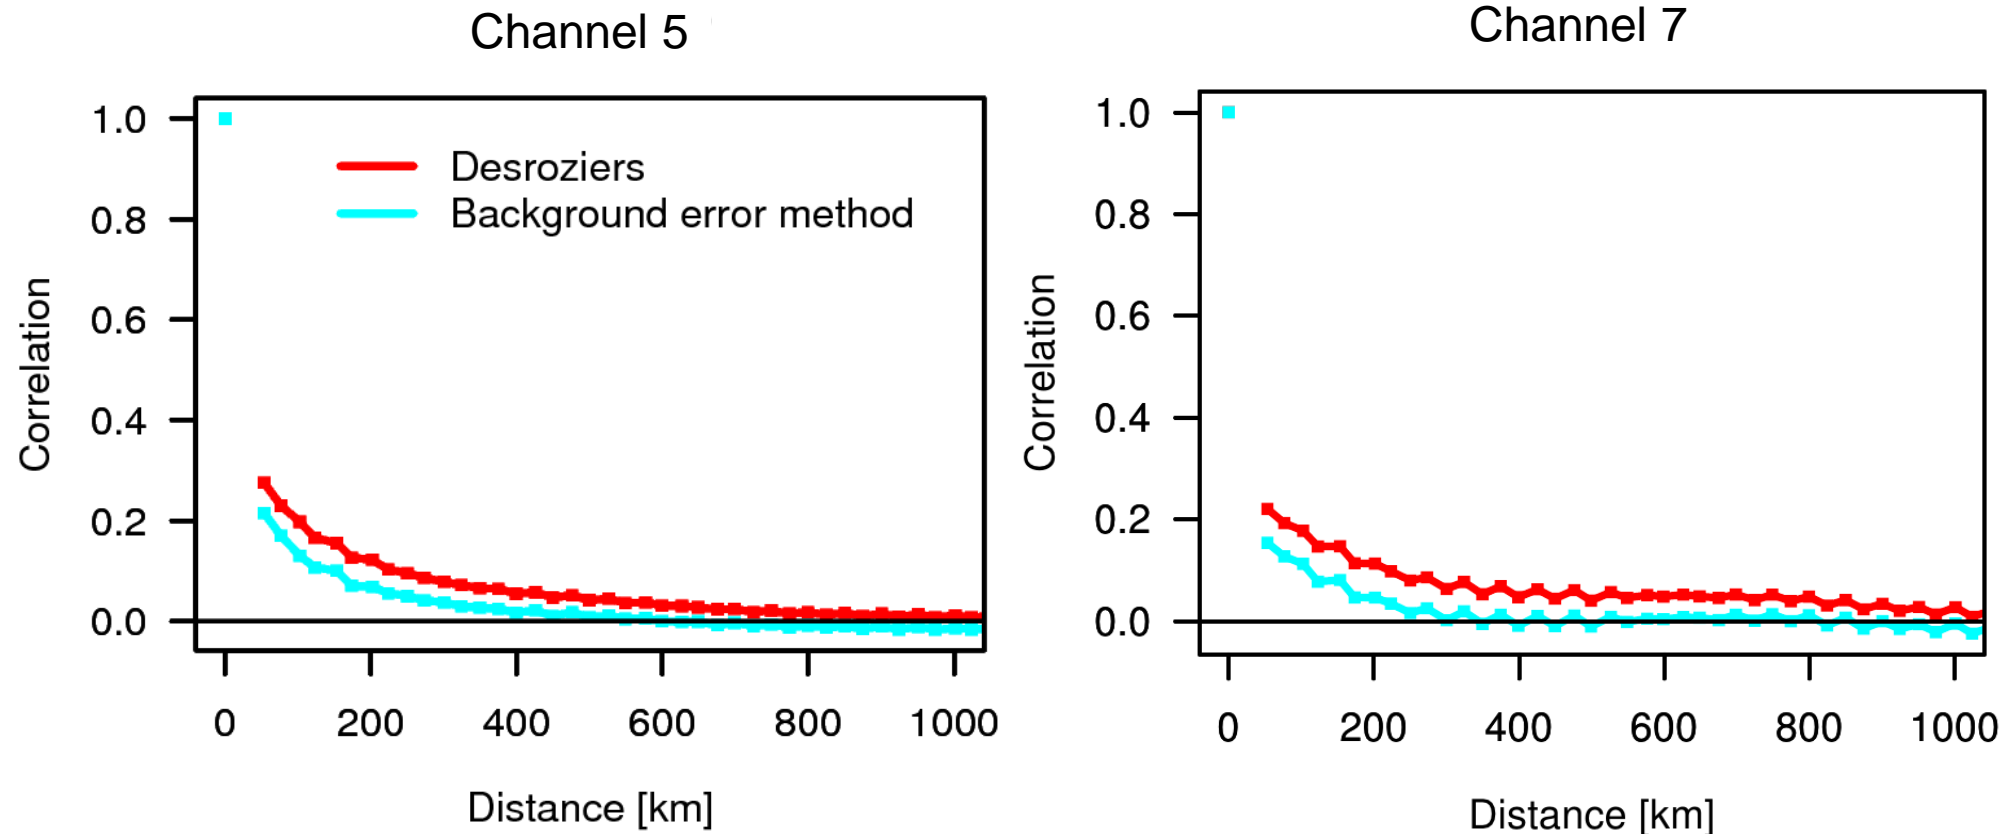 Channel 5
1.0
0.8
0.6
0.4
0.2
0.0
Correlation
Desroziers
Background error method
0 200 400 600 800 1000
Distance [km]
Channel 7
1.0
0.8
0.6
0.4
0.2
0.0
Correlation
0 200 400 600 800 1000
Distance [km]